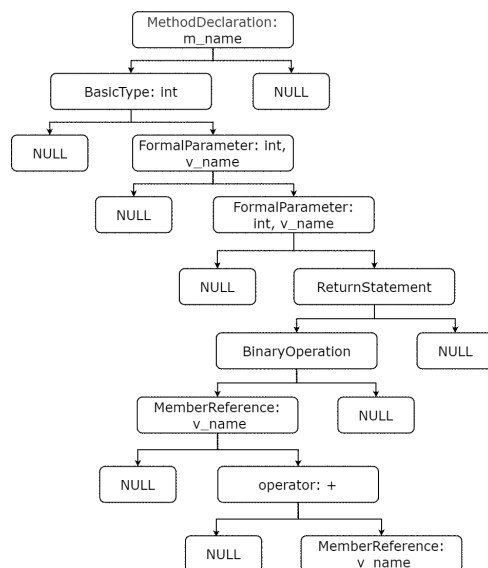 MethodDeclaration:
m_name
BasicType: int
NULL
NULL
FormalParameter: int,
v_name
NULL
FormalParameter:
int, v_name
NULL
ReturnStatement
BinaryOperation
NULL
MemberReference:
v_name
NULL
NULL
operator: +
NULL
MemberReference:
v_name